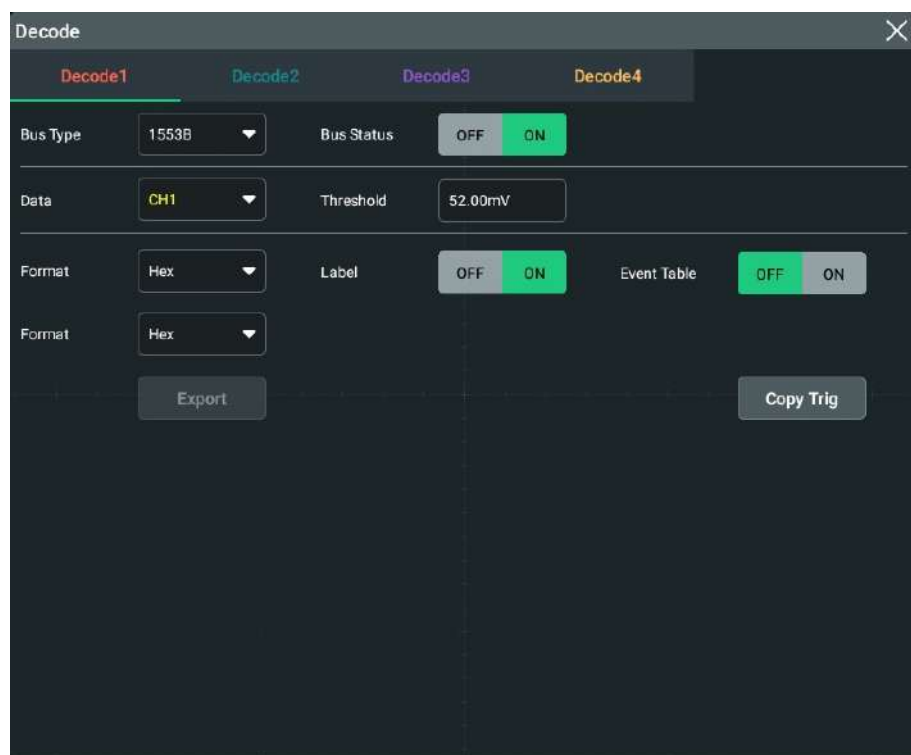 Decode
Decode1 Decode2 Decode3 Decode4
Bus Type 1553B Bus Status OFF ON
Data CH1 Threshold 52.00mV
Format Hex Label OFF ON Event Table OFF ON
Format Hex
Export Copy Trig